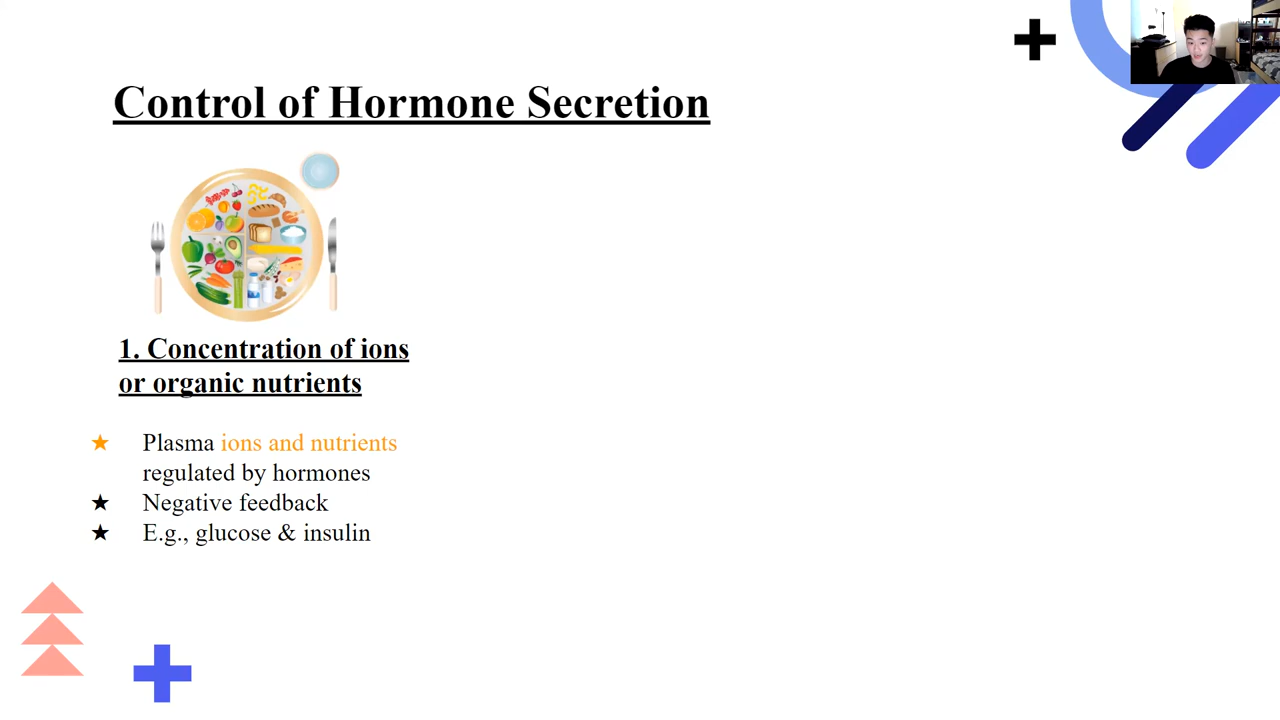 Control of Hormone Secretion
1. Concentration of ions
or organic nutrients
★ Plasma ions and nutrients
regulated by hormones
★ Negative feedback
★ E.g., glucose & insulin